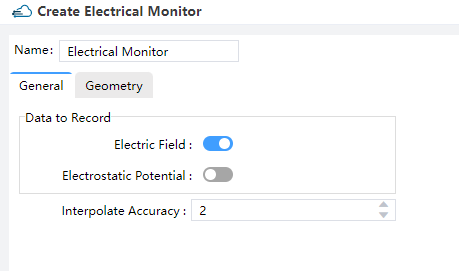 Create Electrical Monitor
Name: Electrical Monitor
General Geometry
Data to Record
Electric Field :
Electrostatic Potential :
Interpolate Accuracy : 2